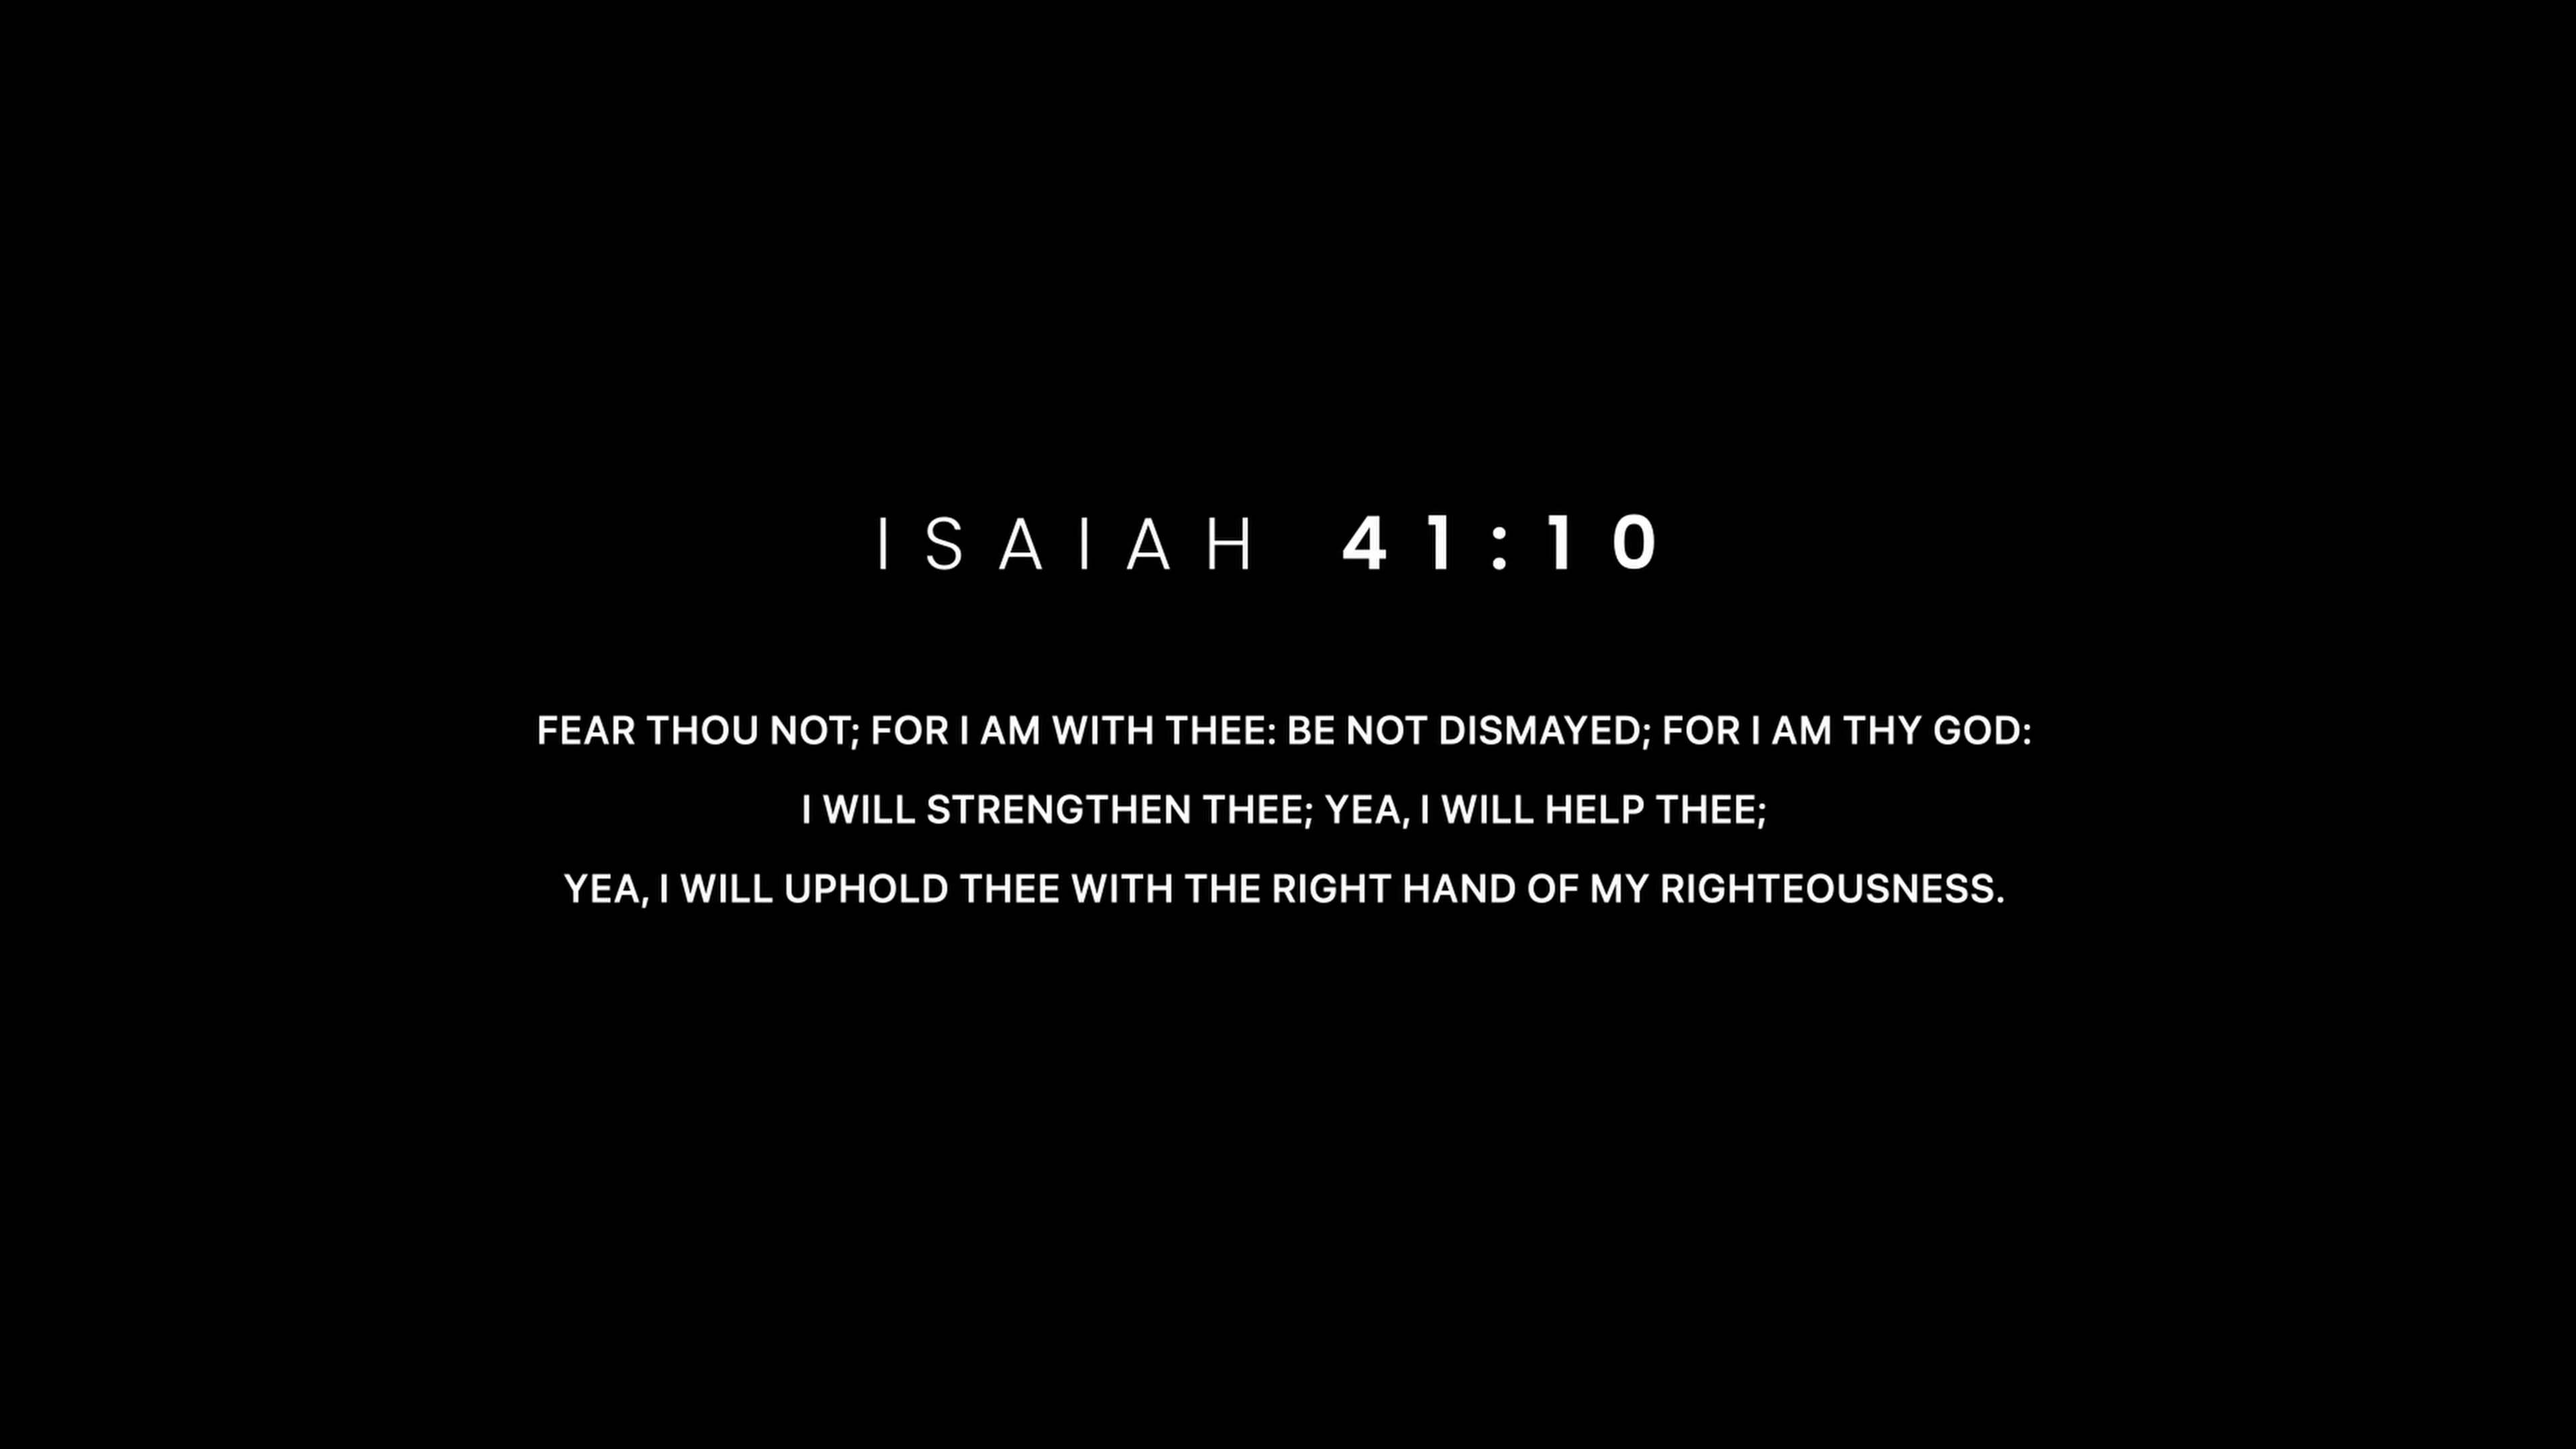 ISAIAH 41:10
FEAR THOU NOT; FOR I AM WITH THEE: BE NOT DISMAYED; FOR I AM THY GOD:
I WILL STRENGTHEN THEE; YEA, I WILL HELP THEE;
YEA, I WILL UPHOLD THEE WITH THE RIGHT HAND OF MY RIGHTEOUSNESS.